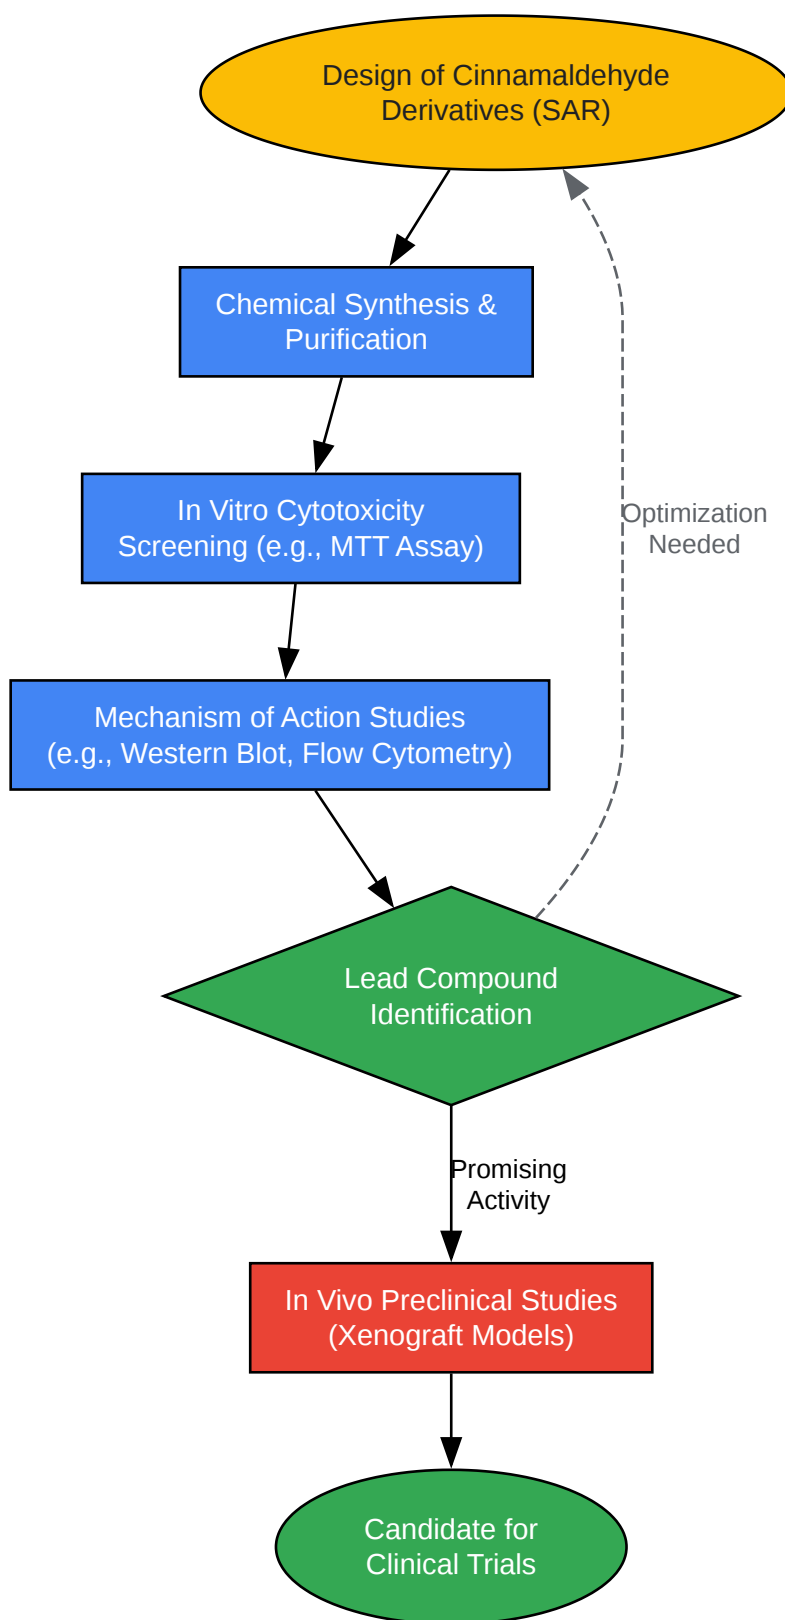 Design of Cinnamaldehyde
Derivatives (SAR)
Chemical Synthesis &
Purification
In Vitro Cytotoxicity
Screening (e.g., MTT Assay)
Optimization
Needed
Mechanism of Action Studies
(e.g., Western Blot, Flow Cytometry)
Lead Compound
Identification
Promising
Activity
In Vivo Preclinical Studies
(Xenograft Models)
Candidate for
Clinical Trials